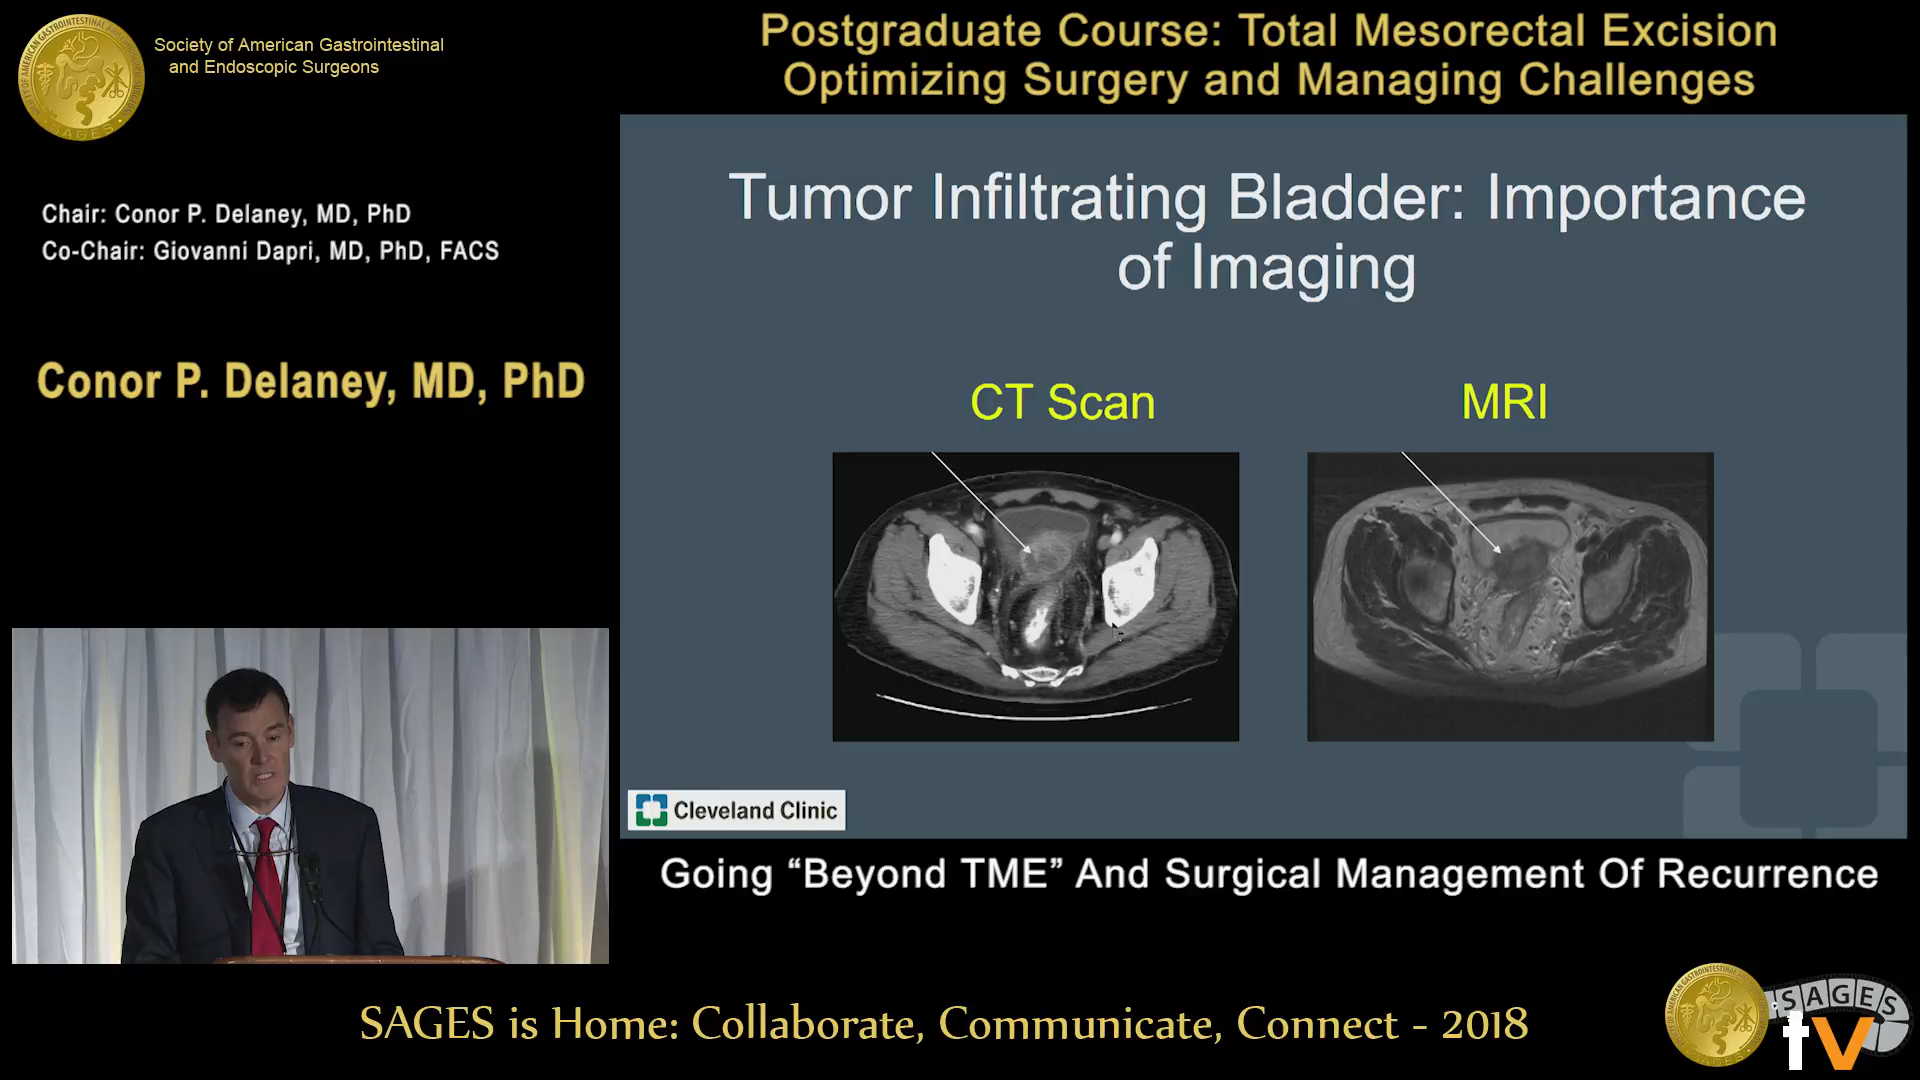 Society of American Gastrointestinal
and Endoscopic Surgeons
Postgraduate Course: Total Mesorectal Excision
Optimizing Surgery and Managing Challenges
Chair: Conor P. Delaney, MD, PhD
Co-Chair: Giovanni Dapri, MD, PhD, FACS
Conor P. Delaney, MD, PhD
Tumor Infiltrating Bladder: Importance
of Imaging
CT Scan
MRI
Cleveland Clinic
Going “Beyond TME” And Surgical Management Of Recurrence
SAGES is Home: Collaborate, Communicate, Connect - 2018
SAGES
tv
SAGES